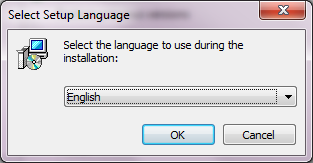 Select Setup Language
Select the language to use during the
installation:
English
OK
Cancel